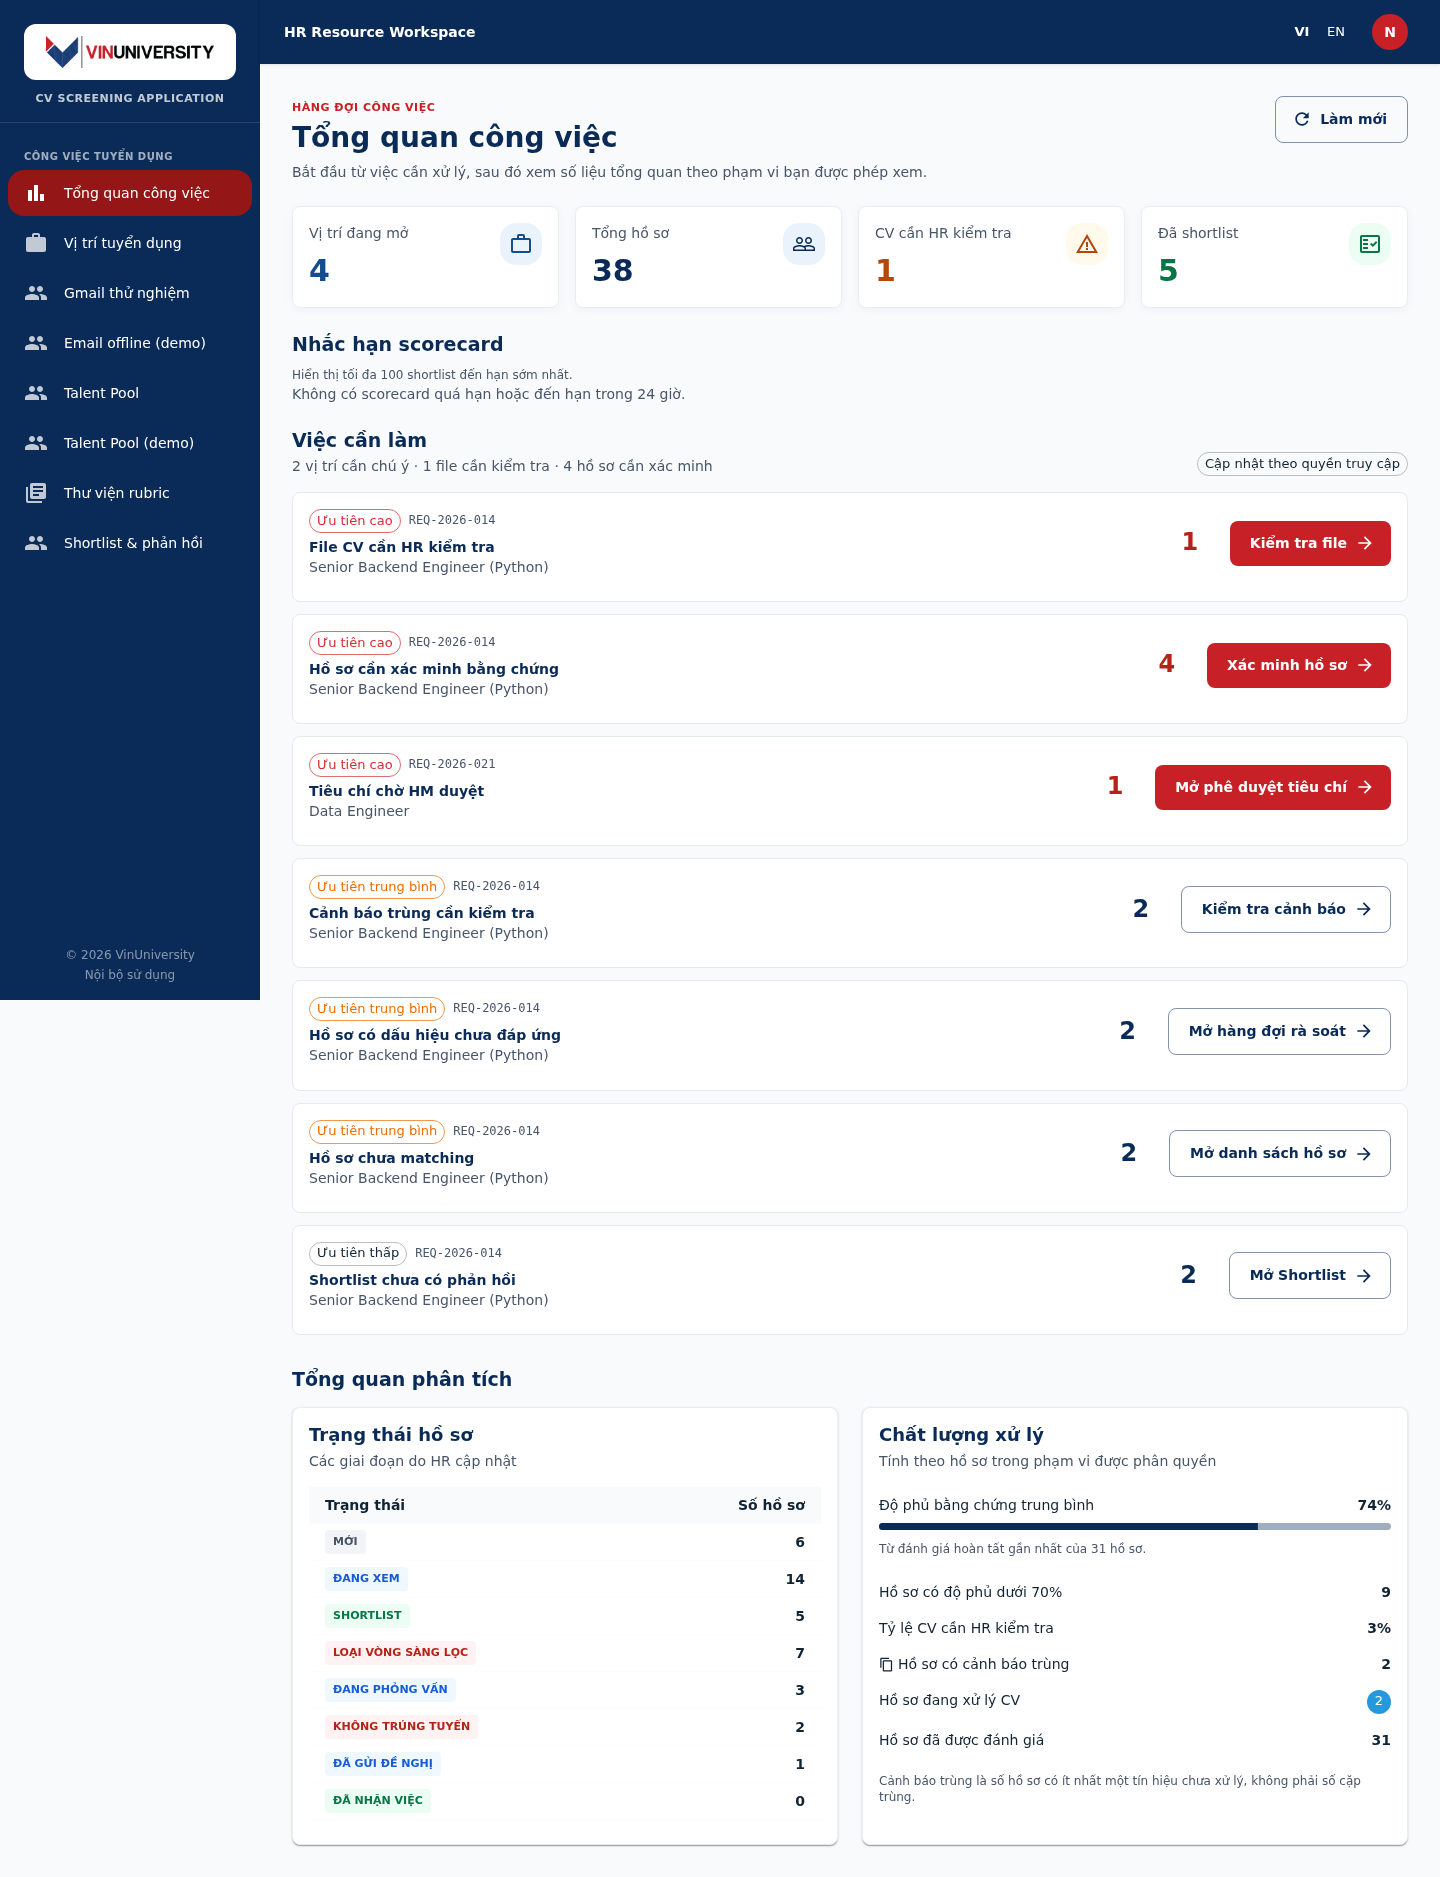 VINUNIVERSITY
CV SCREENING APPLICATION
CÔNG VIỆC TUYỂN DỤNG
Tổng quan công việc
Vị trí tuyển dụng
Gmail thử nghiệm
Email offline (demo)
Talent Pool
Talent Pool (demo)
Thư viện rubric
Shortlist & phản hồi
© 2026 VinUniversity
Nội bộ sử dụng
HR Resource Workspace
VI EN N
HÀNG ĐỢI CÔNG VIỆC
Tổng quan công việc
Bắt đầu từ việc cần xử lý, sau đó xem số liệu tổng quan theo phạm vi bạn được phép xem.
Làm mới
Vị trí đang mở
4
Tổng hồ sơ
38
CV cần HR kiểm tra
1
Đã shortlist
5
Nhắc hạn scorecard
Hiển thị tối đa 100 shortlist đến hạn sớm nhất.
Không có scorecard quá hạn hoặc đến hạn trong 24 giờ.
Việc cần làm
2 vị trí cần chú ý · 1 file cần kiểm tra · 4 hồ sơ cần xác minh
Cập nhật theo quyền truy cập
Ưu tiên cao REQ-2026-014
File CV cần HR kiểm tra
Senior Backend Engineer (Python)
1 Kiểm tra file
Ưu tiên cao REQ-2026-014
Hồ sơ cần xác minh bằng chứng
Senior Backend Engineer (Python)
4 Xác minh hồ sơ
Ưu tiên cao REQ-2026-021
Tiêu chí chờ HM duyệt
Data Engineer
1 Mở phê duyệt tiêu chí
Ưu tiên trung bình REQ-2026-014
Cảnh báo trùng cần kiểm tra
Senior Backend Engineer (Python)
2 Kiểm tra cảnh báo
Ưu tiên trung bình REQ-2026-014
Hồ sơ có dấu hiệu chưa đáp ứng
Senior Backend Engineer (Python)
2 Mở hàng đợi rà soát
Ưu tiên trung bình REQ-2026-014
Hồ sơ chưa matching
Senior Backend Engineer (Python)
2 Mở danh sách hồ sơ
Ưu tiên thấp REQ-2026-014
Shortlist chưa có phản hồi
Senior Backend Engineer (Python)
2 Mở Shortlist
Tổng quan phân tích
Trạng thái hồ sơ
Các giai đoạn do HR cập nhật
Trạng thái Số hồ sơ
MỚI 6
ĐANG XEM 14
SHORTLIST 5
LOẠI VÒNG SÀNG LỌC 7
ĐANG PHỎNG VẤN 3
KHÔNG TRÚNG TUYỂN 2
ĐÃ GỬI ĐỀ NGHỊ 1
ĐÃ NHẬN VIỆC 0
Chất lượng xử lý
Tính theo hồ sơ trong phạm vi được phân quyền
Độ phủ bằng chứng trung bình 74%
Từ đánh giá hoàn tất gần nhất của 31 hồ sơ.
Hồ sơ có độ phủ dưới 70% 9
Tỷ lệ CV cần HR kiểm tra 3%
Hồ sơ có cảnh báo trùng 2
Hồ sơ đang xử lý CV 2
Hồ sơ đã được đánh giá 31
Cảnh báo trùng là số hồ sơ có ít nhất một tín hiệu chưa xử lý, không phải số cặp
trùng.